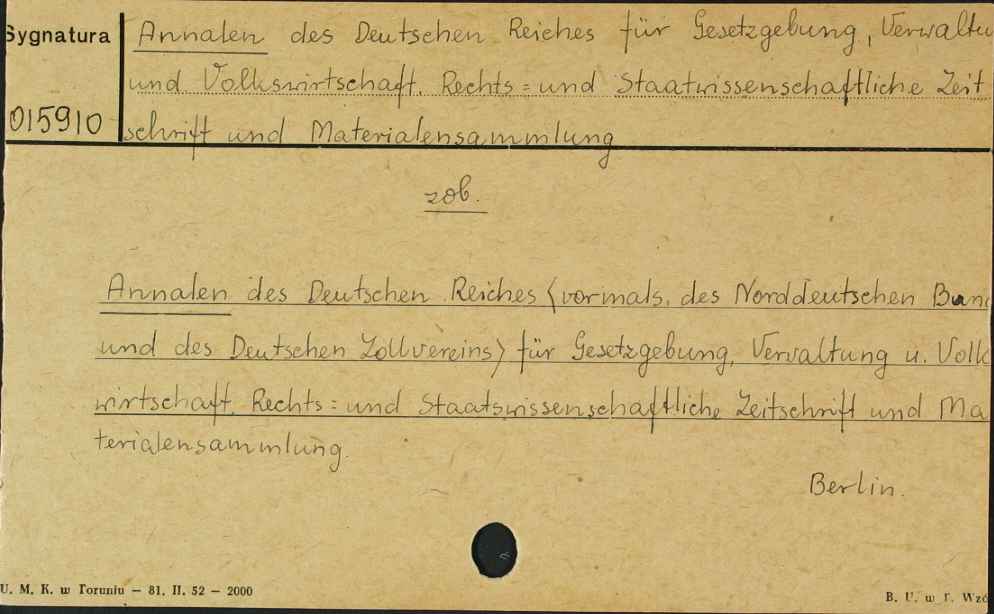 Sygnatura
Annalen des Deutschen Reiches für Gesetzgebung, Verwaltu
und Volkswirtschaft. Rechts= und Staatwissenschaftliche Zeit
015910
schrift und Materialensammlung
zob.
Annalen des Deutschen Reiches (vormals, des Norddeutschen Bun
und des Deutschen Zollvereins) für Gesetzgebung, Verwaltung u. Volk
wirtschaft. Rechts= und Staatswissenschaftliche Zeitschrift und Ma
terialensammlung.
Berlin.
U. M. K. w Toruniu — 81. II. 52 — 2000
B. U. w T. Wzó